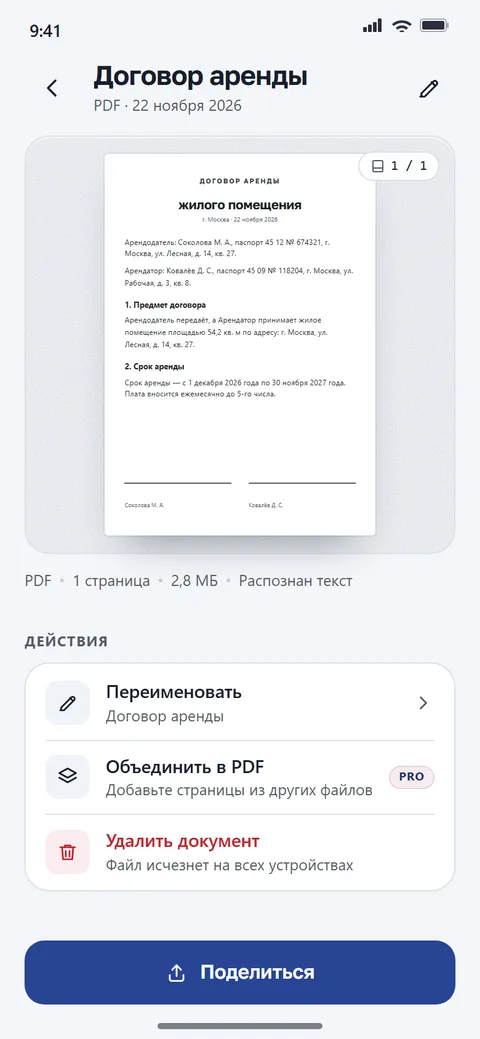 9:41
Договор аренды
PDF · 22 ноября 2026
1 / 1
ДОГОВОР АРЕНДЫ
жилого помещения
г. Москва · 22 ноября 2026
Арендодатель: Соколова М. А., паспорт 45 12 № 674321, г.
Москва, ул. Лесная, д. 14, кв. 27.
Арендатор: Ковалёв Д. С., паспорт 45 09 № 118204, г. Москва, ул.
Рабочая, д. 3, кв. 8.
1. Предмет договора
Арендодатель передаёт, а Арендатор принимает жилое
помещение площадью 54,2 кв. м по адресу: г. Москва, ул.
Лесная, д. 14, кв. 27.
2. Срок аренды
Срок аренды — с 1 декабря 2026 года по 30 ноября 2027 года.
Плата вносится ежемесячно до 5-го числа.
Соколова М. А. Ковалёв Д. С.
PDF • 1 страница • 2,8 МБ • Распознан текст
ДЕЙСТВИЯ
Переименовать
Договор аренды
Объединить в PDF
Добавьте страницы из других файлов
PRO
Удалить документ
Файл исчезнет на всех устройствах
Поделиться